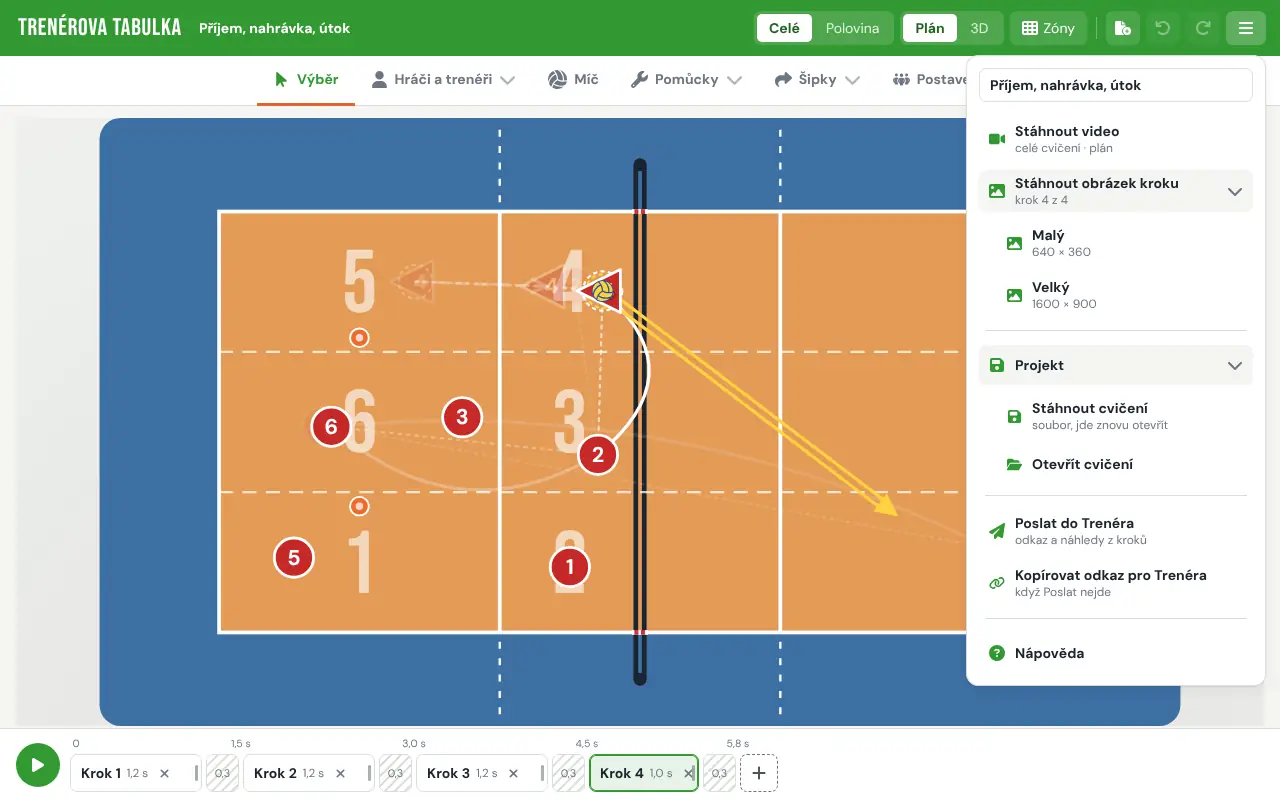 TRENÉROVA TABULKA
Příjem, nahrávka, útok
Celé
Polovina
Plán
3D
Zóny
Výběr
Hráči a trenéři
Míč
Pomůcky
Šipky
Postave
Příjem, nahrávka, útok
Stáhnout video
celé cvičení · plán
Stáhnout obrázek kroku
krok 4 z 4
Malý
640 × 360
Velký
1600 × 900
Projekt
Stáhnout cvičení
soubor, jde znovu otevřít
Otevřít cvičení
Poslat do Trenéra
odkaz a náhledy z kroků
Kopírovat odkaz pro Trenéra
když Poslat nejde
? Nápověda
5
4
4
4
6
6
3
3
2
5
1
1
2
0
1,5 s
3,0 s
4,5 s
5,8 s
Krok 1 1,2 s
0,3
Krok 2 1,2 s
0,3
Krok 3 1,2 s
0,3
Krok 4 1,0 s
0,3